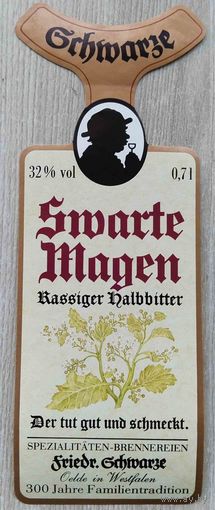 Schwarze
32% vol 0,7 l
Swarte
Magen
Rassiger Halbbitter
Der tut gut und schmeckt.
SPEZIALITÄTEN-BRENNEREIEN
Friedr. Schwarze
Oelde in Westfalen
300 Jahre Familientradition